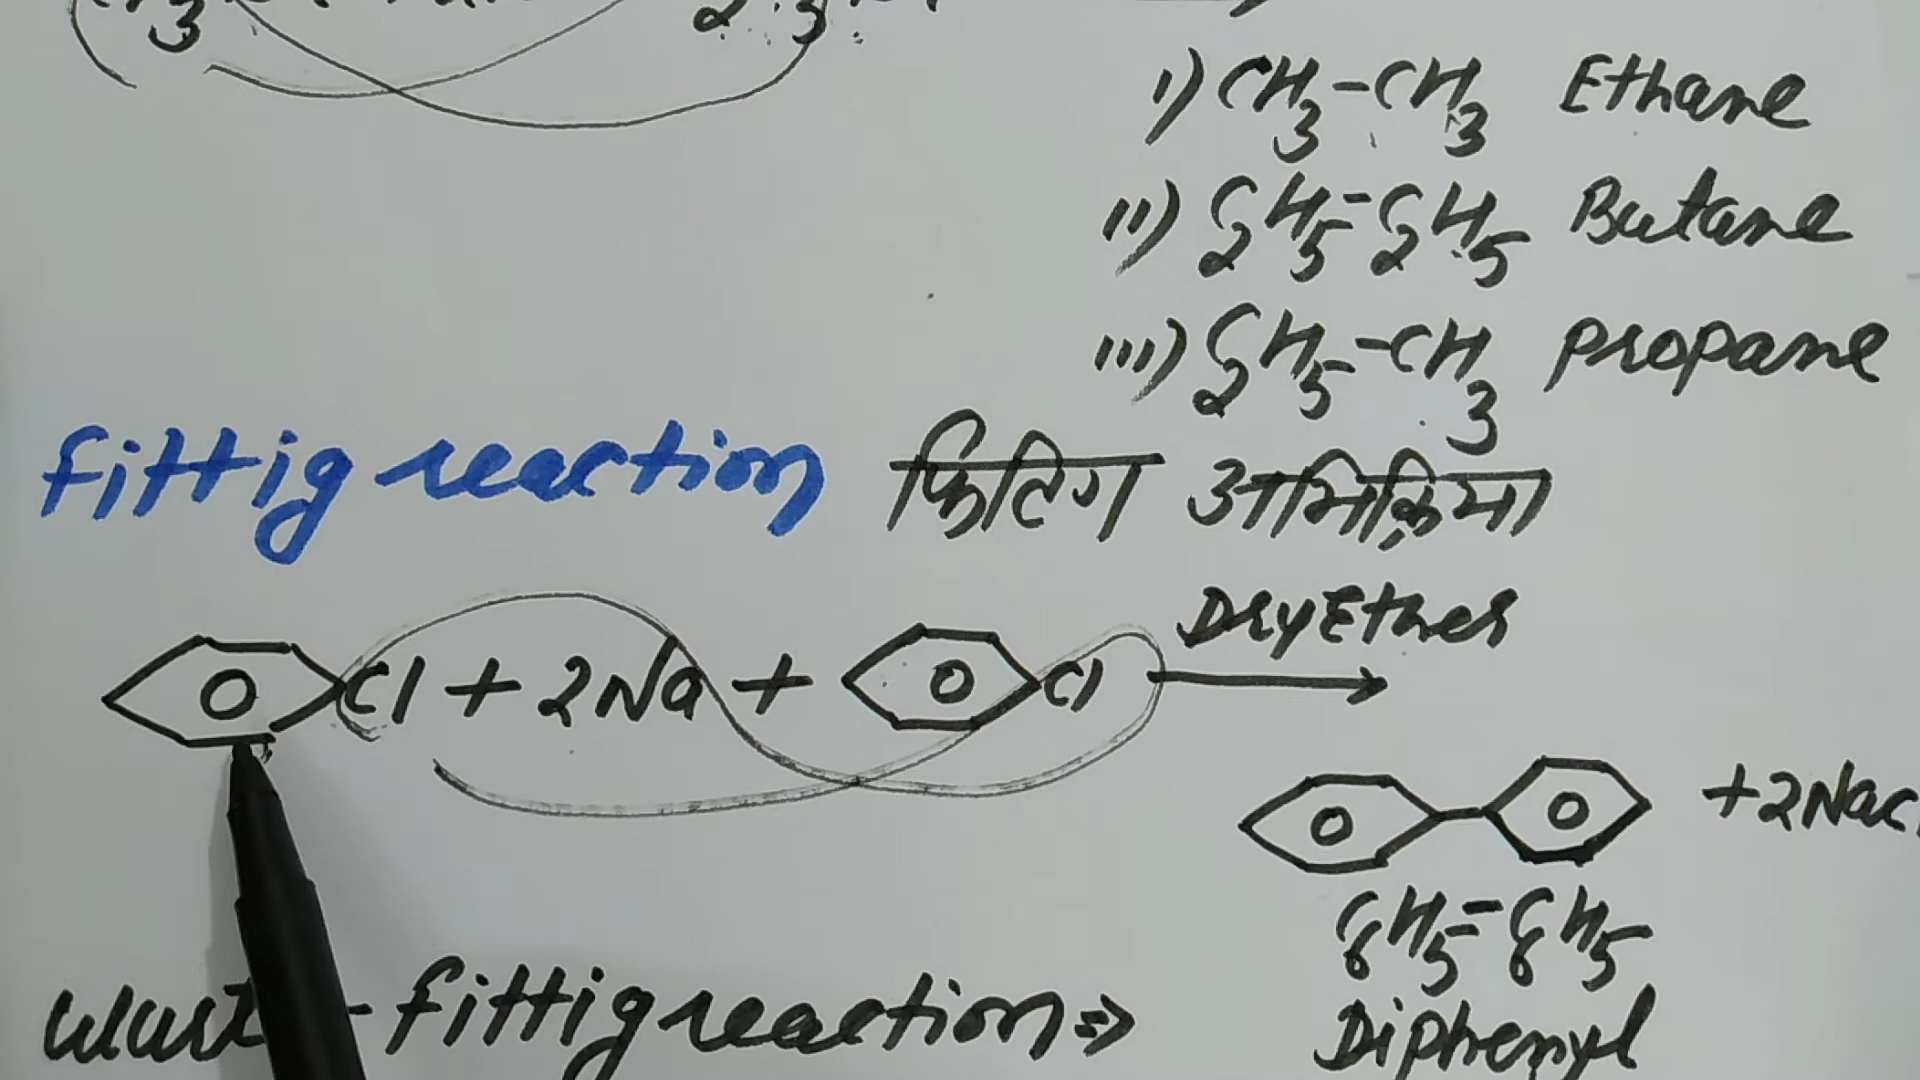 i) CH3-CH3 Ethane
ii) C2H5-C2H5 Butane
iii) C2H5-CH3 propane
fittig reaction फिटिग अभिक्रिया
Cl + 2Na + Cl Dry Ether
+2NaCl
C6H5-C6H5
Diphenyl
wurt - fittig reaction ⇒